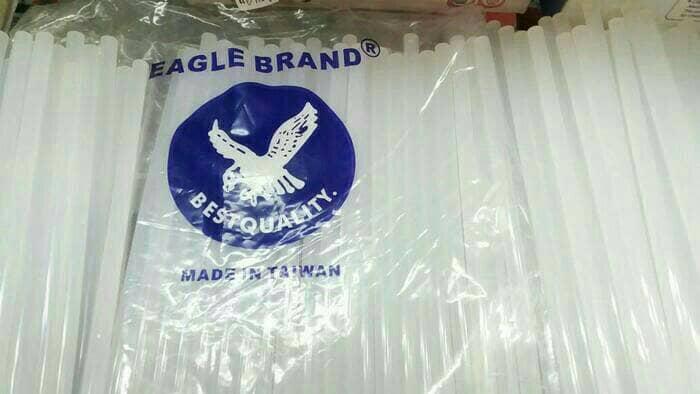 EAGLE BRAND®
BESTQUALITY.
MADE IN TAIWAN